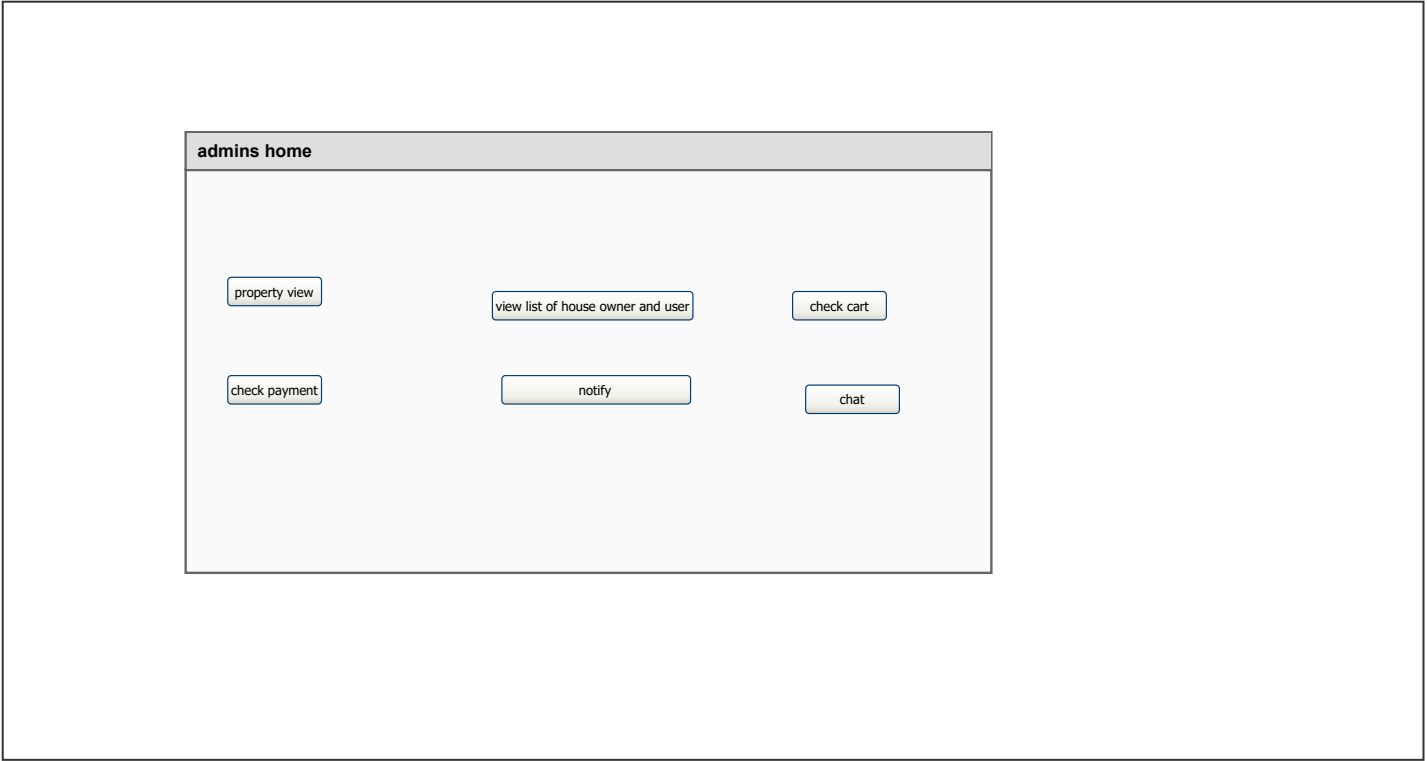 admins home
property view
view list of house owner and user
check cart
check payment
notify
chat